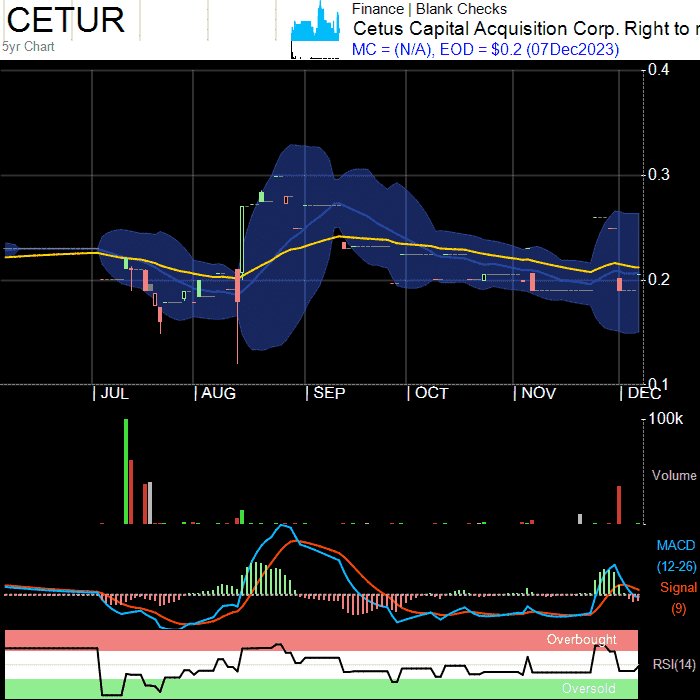 CETUR
5yr Chart
Finance | Blank Checks
Cetus Capital Acquisition Corp. Right to r
MC = (N/A), EOD = $0.2 (07Dec2023)
0.4
0.3
0.2
0.1
JUL
AUG
SEP
OCT
NOV
DEC
100k
Volume
MACD
(12-26)
Signal
(9)
Overbought
RSI(14)
Oversold